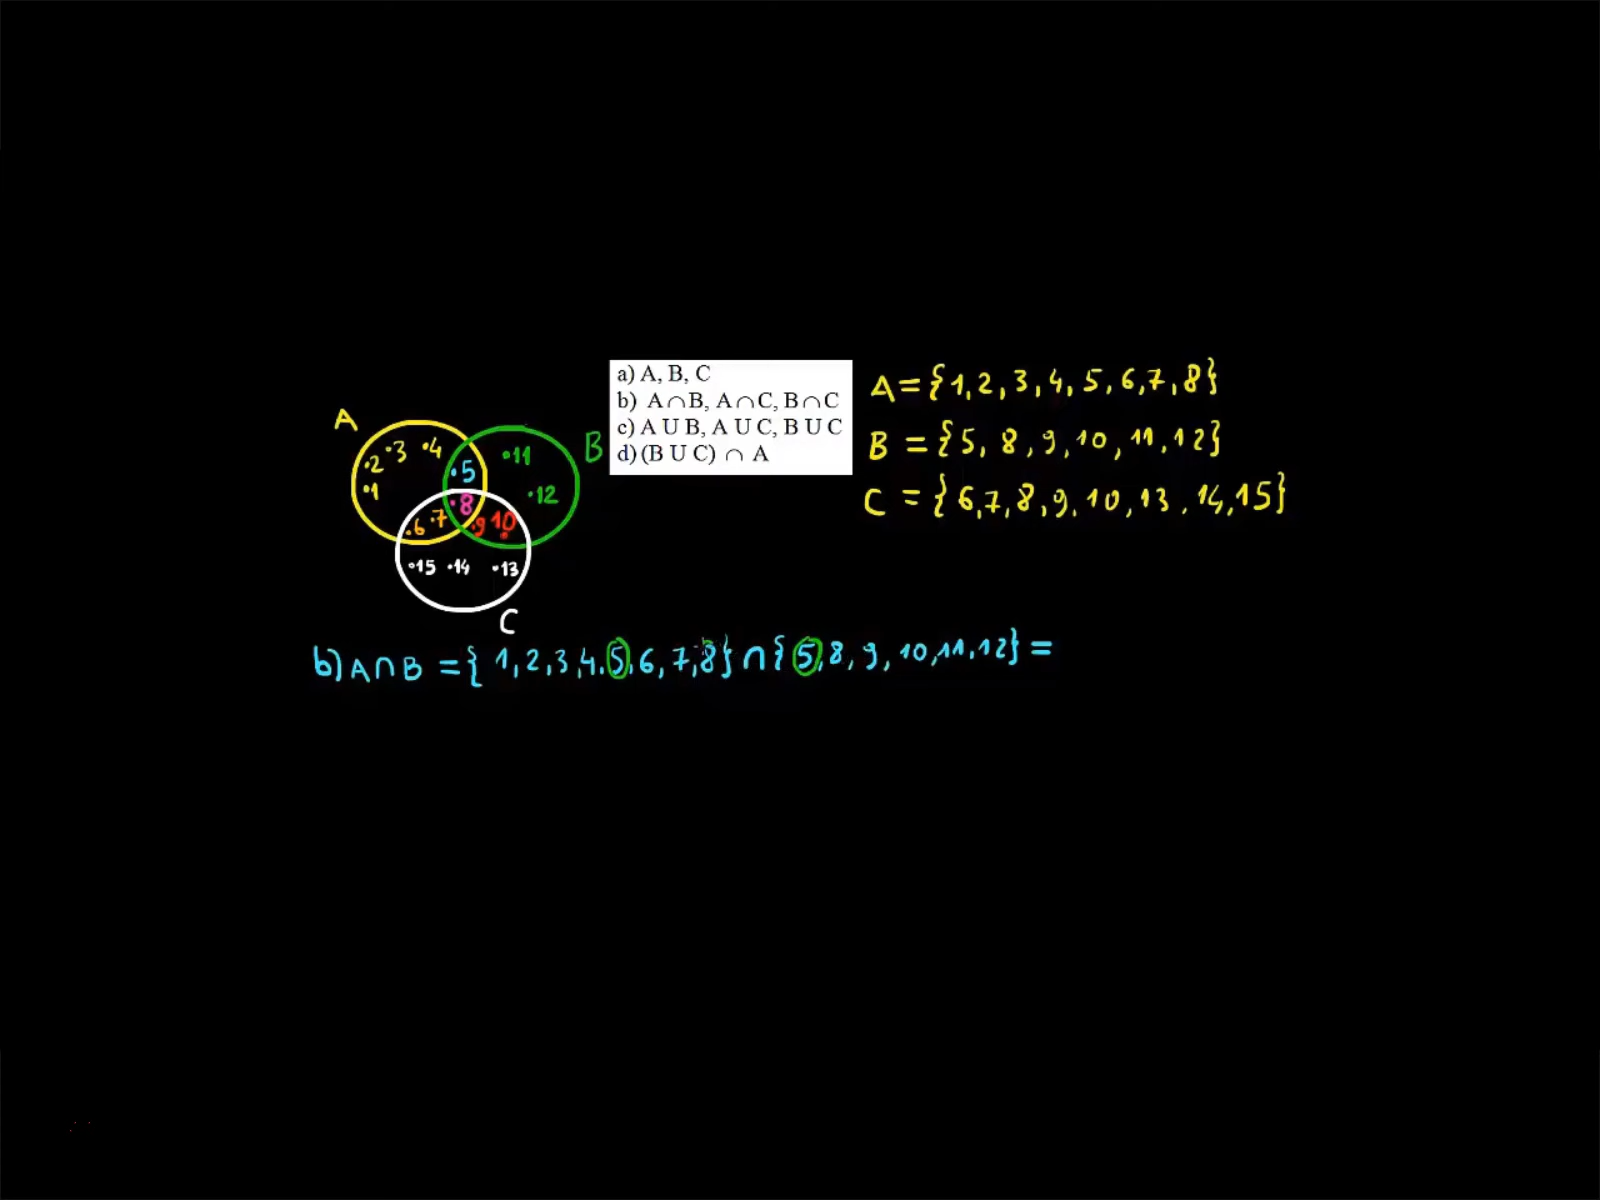 a) A, B, C
b) A∩B, A∩C, B∩C
c) A U B, A U C, B U C
d) (B U C) ∩ A
A = {1, 2, 3, 4, 5, 6, 7, 8}
B = {5, 8, 9, 10, 11, 12}
C = {6, 7, 8, 9, 10, 13, 14, 15}
A
B
.2 .3 .4
.1
.5
.11
.12
.8
.6 .7
.9 10
.15 .14 .13
C
b) A∩B = { 1, 2, 3, 4, 5, 6, 7, 8} ∩ { 5, 8, 9, 10, 11, 12} =